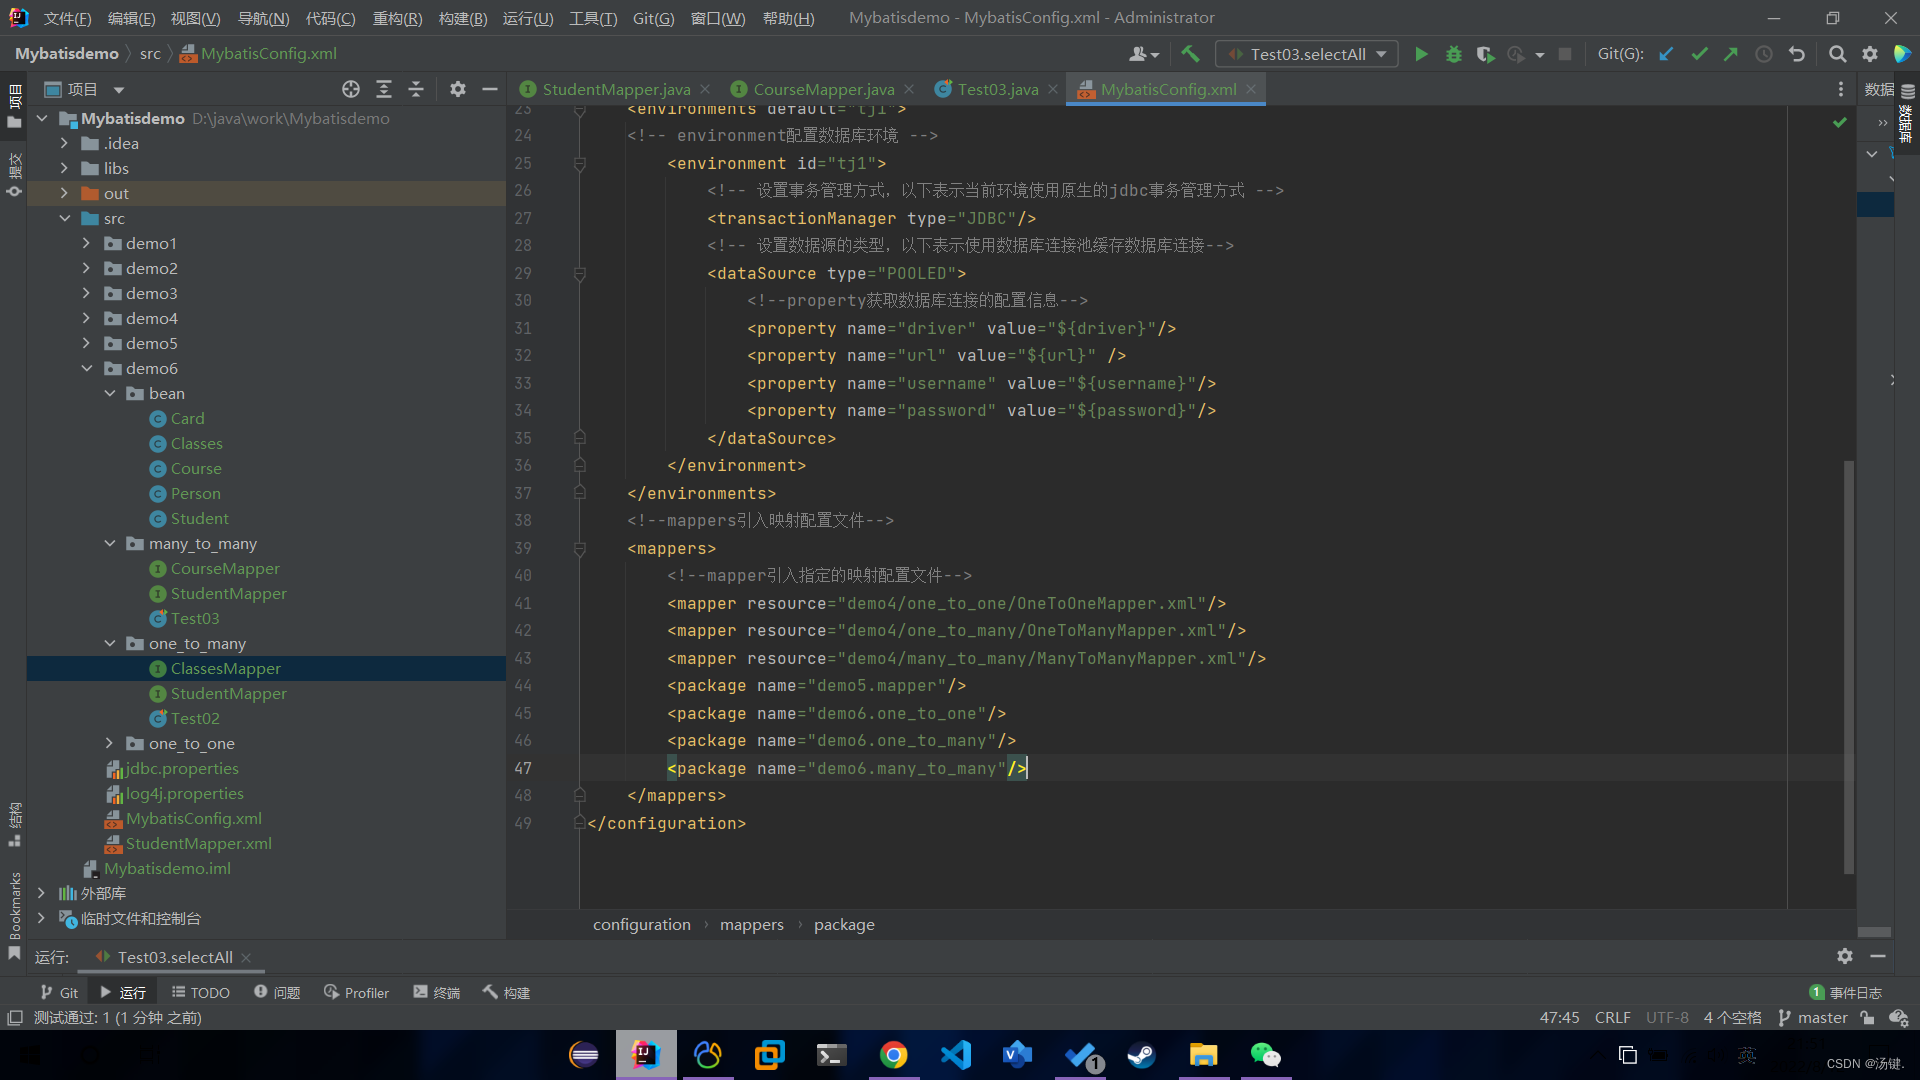 文件(F) 编辑(E) 视图(V) 导航(N) 代码(C) 重构(R) 构建(B) 运行(U) 工具(T) Git(G) 窗口(W) 帮助(H) Mybatisdemo - MybatisConfig.xml - Administrator
Mybatisdemo src MybatisConfig.xml Test03.selectAll Git(G):
项目 StudentMapper.java CourseMapper.java Test03.java MybatisConfig.xml 数据
项目
提交
结构
Bookmarks
数据库
Mybatisdemo D:\java\work\Mybatisdemo
.idea
libs
out
src
demo1
demo2
demo3
demo4
demo5
demo6
bean
Card
Classes
Course
Person
Student
many_to_many
CourseMapper
StudentMapper
Test03
one_to_many
ClassesMapper
StudentMapper
Test02
one_to_one
jdbc.properties
log4j.properties
MybatisConfig.xml
StudentMapper.xml
Mybatisdemo.iml
外部库
临时文件和控制台
23 <environments default="tj1">
24 <!-- environment配置数据库环境 -->
25 <environment id="tj1">
26 <!-- 设置事务管理方式，以下表示当前环境使用原生的jdbc事务管理方式 -->
27 <transactionManager type="JDBC"/>
28 <!-- 设置数据源的类型，以下表示使用数据库连接池缓存数据库连接-->
29 <dataSource type="POOLED">
30 <!--property获取数据库连接的配置信息-->
31 <property name="driver" value="${driver}"/>
32 <property name="url" value="${url}" />
33 <property name="username" value="${username}"/>
34 <property name="password" value="${password}"/>
35 </dataSource>
36 </environment>
37 </environments>
38 <!--mappers引入映射配置文件-->
39 <mappers>
40 <!--mapper引入指定的映射配置文件-->
41 <mapper resource="demo4/one_to_one/OneToOneMapper.xml"/>
42 <mapper resource="demo4/one_to_many/OneToManyMapper.xml"/>
43 <mapper resource="demo4/many_to_many/ManyToManyMapper.xml"/>
44 <package name="demo5.mapper"/>
45 <package name="demo6.one_to_one"/>
46 <package name="demo6.one_to_many"/>
47 <package name="demo6.many_to_many"/>
48 </mappers>
49 </configuration>
configuration mappers package
运行: Test03.selectAll
Git 运行 TODO 问题 Profiler 终端 构建 1 事件日志
测试通过: 1 (1 分钟 之前) 47:45 CRLF UTF-8 4 个空格 master
1 英
CSDN @汤键.